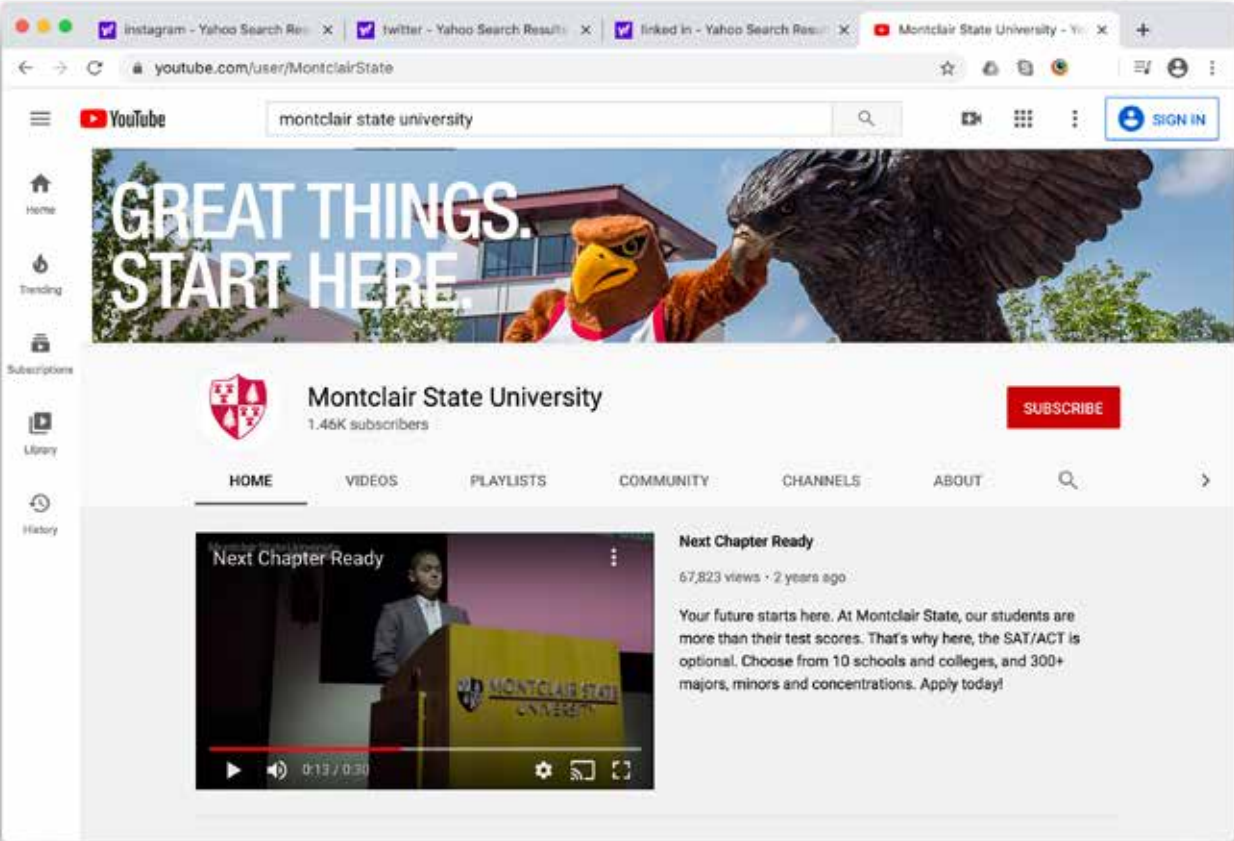 instagram - Yahoo Search Res
twitter - Yahoo Search Results
linked in - Yahoo Search Resul
Montclair State University - Yo
youtube.com/user/MontclairState
YouTube
montclair state university
SIGN IN
Home
Trending
Subscriptions
Library
History
GREAT THINGS.
START HERE.
Montclair State University
1.46K subscribers
SUBSCRIBE
HOME VIDEOS PLAYLISTS COMMUNITY CHANNELS ABOUT
Next Chapter Ready
MONTCLAIR STATE
UNIVERSITY
0:13 / 0:30
Next Chapter Ready
67,823 views • 2 years ago
Your future starts here. At Montclair State, our students are
more than their test scores. That's why here, the SAT/ACT is
optional. Choose from 10 schools and colleges, and 300+
majors, minors and concentrations. Apply today!